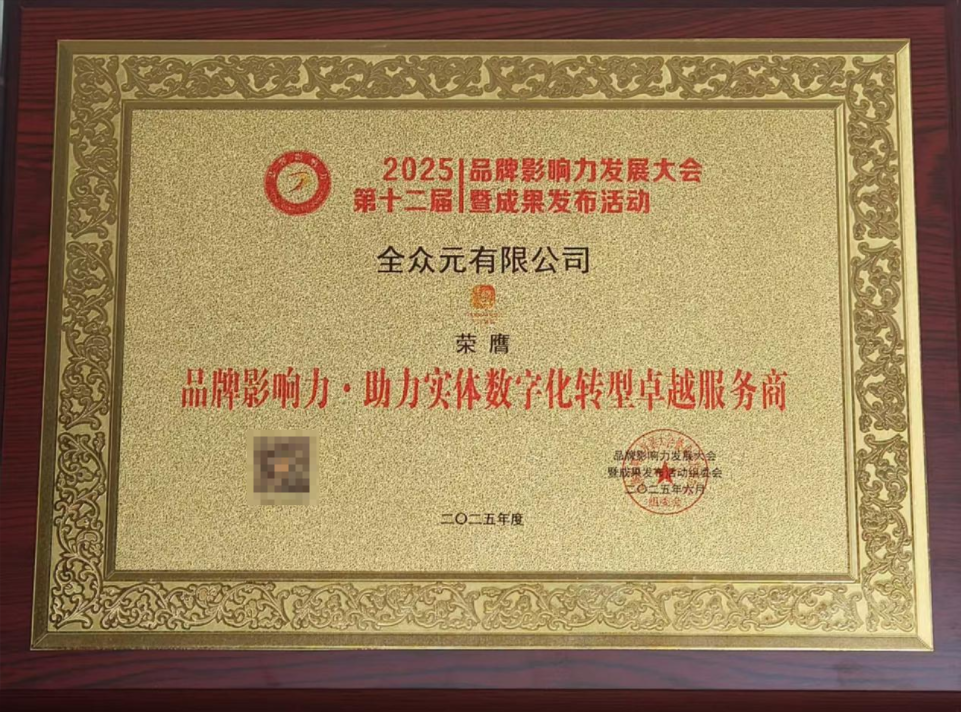 2025 品牌影响力发展大会
第十二届 暨成果发布活动
全众元有限公司
荣膺
品牌影响力·助力实体数字化转型卓越服务商
品牌影响力发展大会
暨成果发布活动组委会
二〇二五年六月
组委会
二〇二五年度